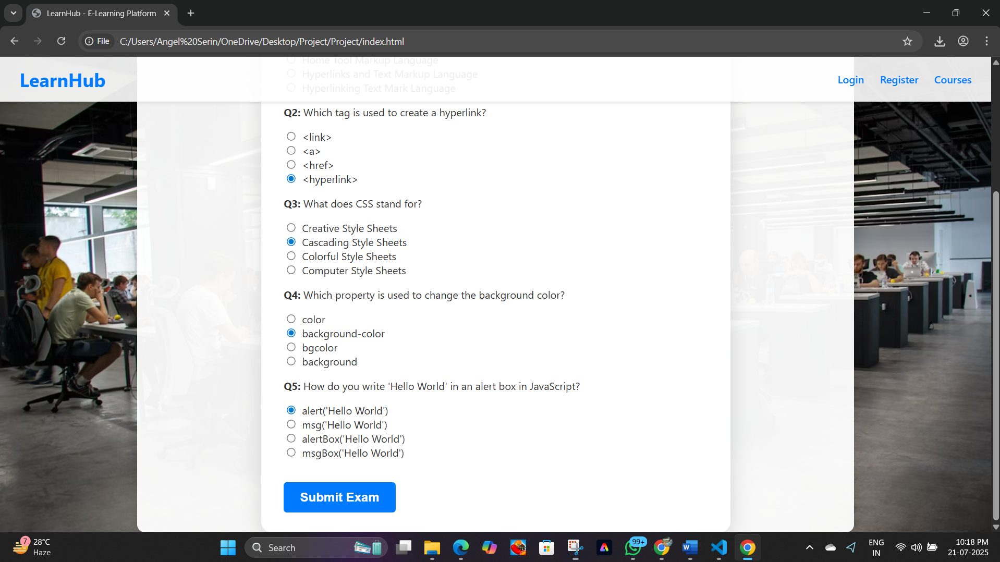 LearnHub - E-Learning Platform
File
C:/Users/Angel%20Serin/OneDrive/Desktop/Project/Project/index.html
LearnHub
Login
Register
Courses
Home Tool Markup Language
Hyperlinks and Text Markup Language
Hyperlinking Text Mark Language
Q2: Which tag is used to create a hyperlink?
<link>
<a>
<href>
<hyperlink>
Q3: What does CSS stand for?
Creative Style Sheets
Cascading Style Sheets
Colorful Style Sheets
Computer Style Sheets
Q4: Which property is used to change the background color?
color
background-color
bgcolor
background
Q5: How do you write 'Hello World' in an alert box in JavaScript?
alert('Hello World')
msg('Hello World')
alertBox('Hello World')
msgBox('Hello World')
Submit Exam
7
28°C
Haze
Search
99+
W
ENG
IN
10:18 PM
21-07-2025